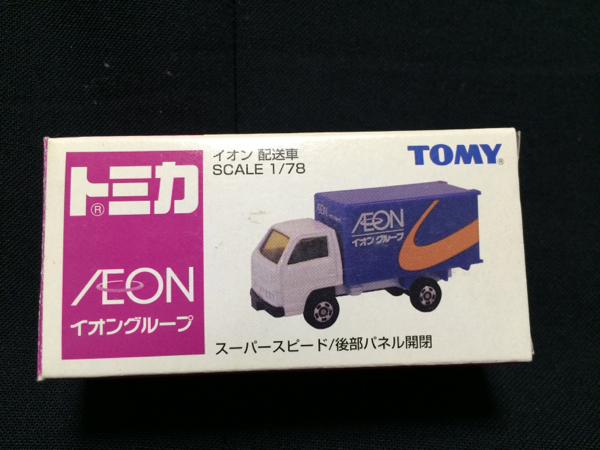 トミカ®
ÆON
イオングループ
イオン 配送車
SCALE 1/78
TOMY®
ÆON
イオングループ
スーパースピード/後部パネル開閉